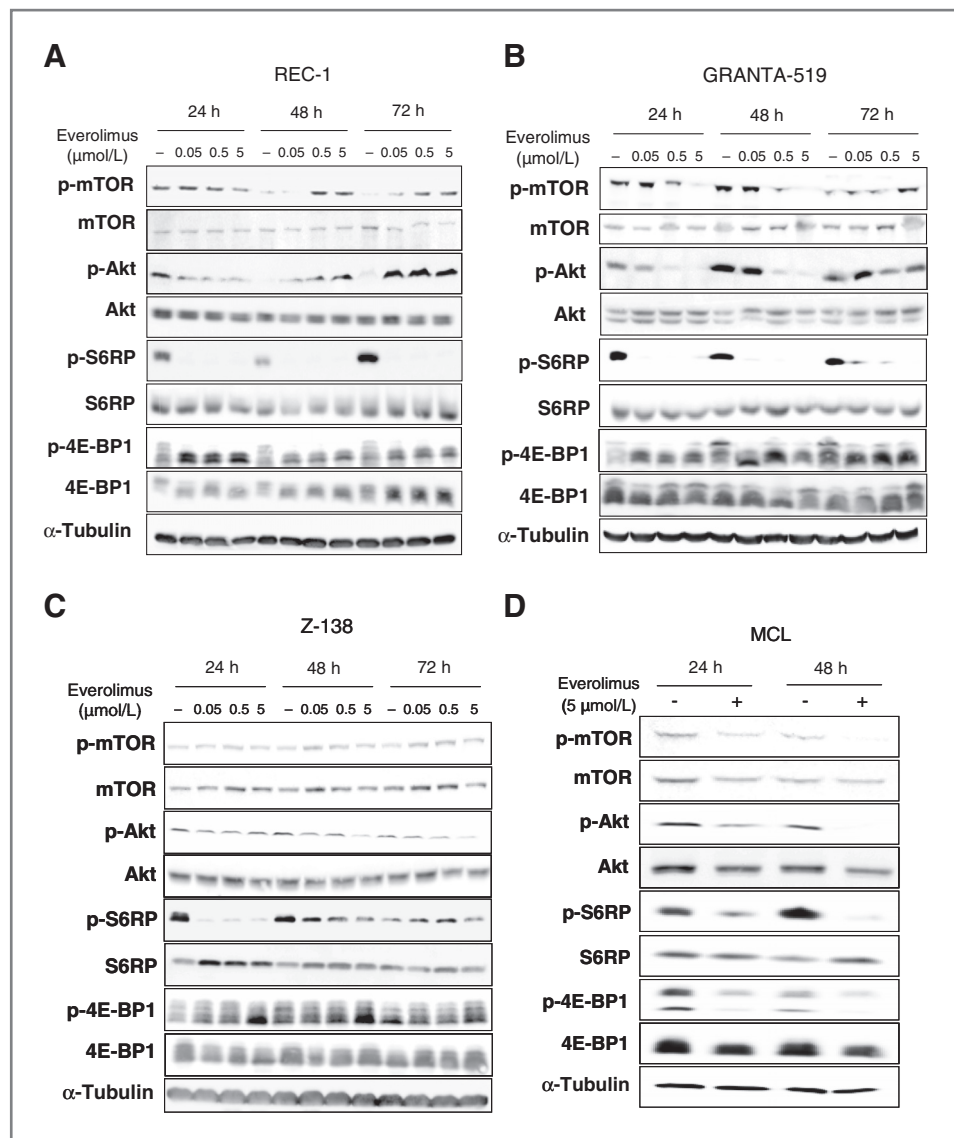 A
REC-1
24 h 48 h 72 h
Everolimus
(μmol/L) – 0.05 0.5 5 – 0.05 0.5 5 – 0.05 0.5 5
p-mTOR
mTOR
p-Akt
Akt
p-S6RP
S6RP
p-4E-BP1
4E-BP1
α-Tubulin
B
GRANTA-519
24 h 48 h 72 h
Everolimus
(μmol/L) – 0.05 0.5 5 – 0.05 0.5 5 – 0.05 0.5 5
p-mTOR
mTOR
p-Akt
Akt
p-S6RP
S6RP
p-4E-BP1
4E-BP1
α-Tubulin
C
Z-138
24 h 48 h 72 h
Everolimus
(μmol/L) – 0.05 0.5 5 – 0.05 0.5 5 – 0.05 0.5 5
p-mTOR
mTOR
p-Akt
Akt
p-S6RP
S6RP
p-4E-BP1
4E-BP1
α-Tubulin
D
MCL
24 h 48 h
Everolimus
(5 μmol/L) - + - +
p-mTOR
mTOR
p-Akt
Akt
p-S6RP
S6RP
p-4E-BP1
4E-BP1
α-Tubulin